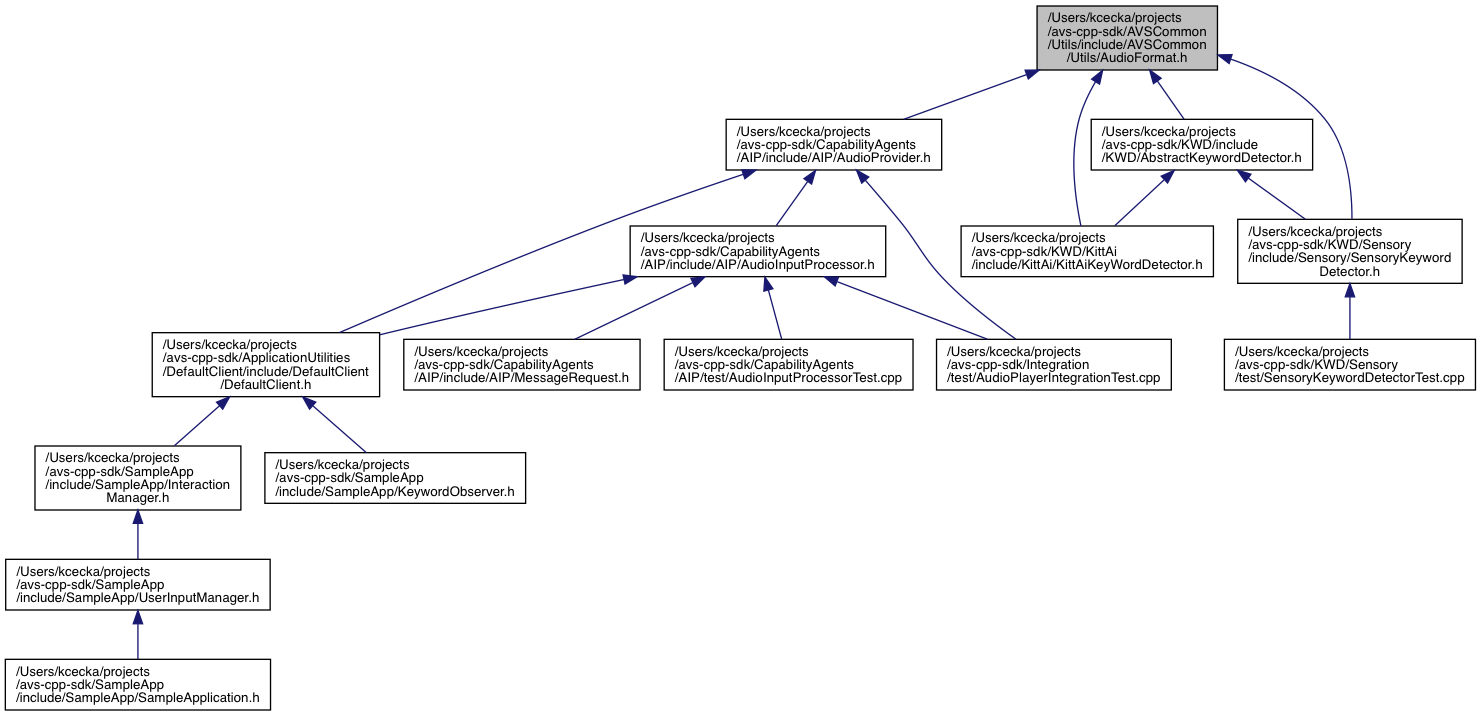 /Users/kcecka/projects
/avs-cpp-sdk/AVSCommon
/Utils/include/AVSCommon
/Utils/AudioFormat.h
/Users/kcecka/projects
/avs-cpp-sdk/CapabilityAgents
/AIP/include/AIP/AudioProvider.h
/Users/kcecka/projects
/avs-cpp-sdk/KWD/include
/KWD/AbstractKeywordDetector.h
/Users/kcecka/projects
/avs-cpp-sdk/CapabilityAgents
/AIP/include/AIP/AudioInputProcessor.h
/Users/kcecka/projects
/avs-cpp-sdk/KWD/KittAi
/include/KittAi/KittAiKeyWordDetector.h
/Users/kcecka/projects
/avs-cpp-sdk/KWD/Sensory
/include/Sensory/SensoryKeyword
Detector.h
/Users/kcecka/projects
/avs-cpp-sdk/ApplicationUtilities
/DefaultClient/include/DefaultClient
/DefaultClient.h
/Users/kcecka/projects
/avs-cpp-sdk/CapabilityAgents
/AIP/include/AIP/MessageRequest.h
/Users/kcecka/projects
/avs-cpp-sdk/CapabilityAgents
/AIP/test/AudioInputProcessorTest.cpp
/Users/kcecka/projects
/avs-cpp-sdk/Integration
/test/AudioPlayerIntegrationTest.cpp
/Users/kcecka/projects
/avs-cpp-sdk/KWD/Sensory
/test/SensoryKeywordDetectorTest.cpp
/Users/kcecka/projects
/avs-cpp-sdk/SampleApp
/include/SampleApp/Interaction
Manager.h
/Users/kcecka/projects
/avs-cpp-sdk/SampleApp
/include/SampleApp/KeywordObserver.h
/Users/kcecka/projects
/avs-cpp-sdk/SampleApp
/include/SampleApp/UserInputManager.h
/Users/kcecka/projects
/avs-cpp-sdk/SampleApp
/include/SampleApp/SampleApplication.h